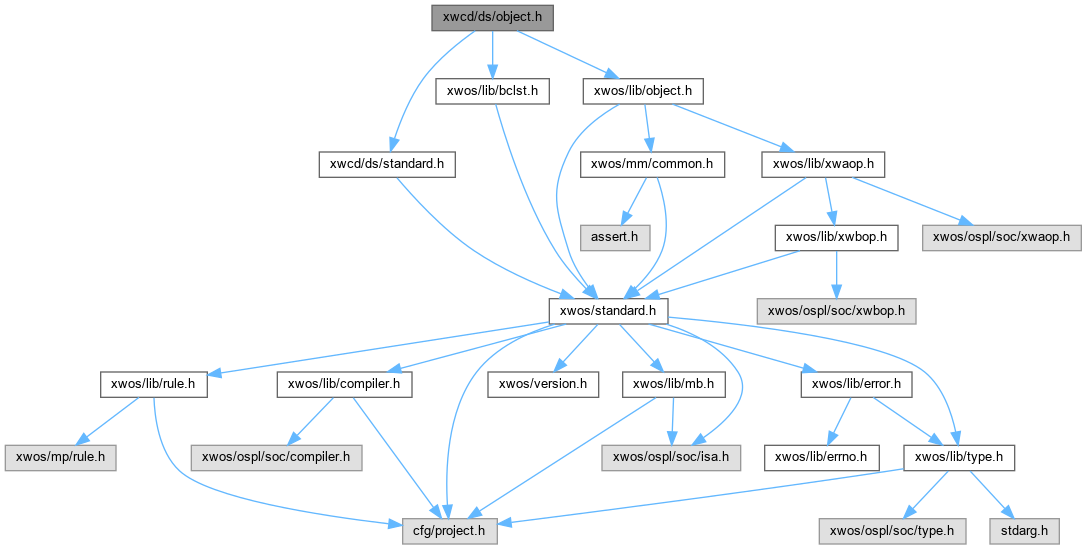 xwcd/ds/object.h
xwos/lib/bclst.h
xwos/lib/object.h
xwcd/ds/standard.h
xwos/mm/common.h
xwos/lib/xwaop.h
assert.h
xwos/lib/xwbop.h
xwos/ospl/soc/xwaop.h
xwos/standard.h
xwos/ospl/soc/xwbop.h
xwos/lib/rule.h
xwos/lib/compiler.h
xwos/version.h
xwos/lib/mb.h
xwos/lib/error.h
xwos/mp/rule.h
xwos/ospl/soc/compiler.h
xwos/ospl/soc/isa.h
xwos/lib/errno.h
xwos/lib/type.h
cfg/project.h
xwos/ospl/soc/type.h
stdarg.h